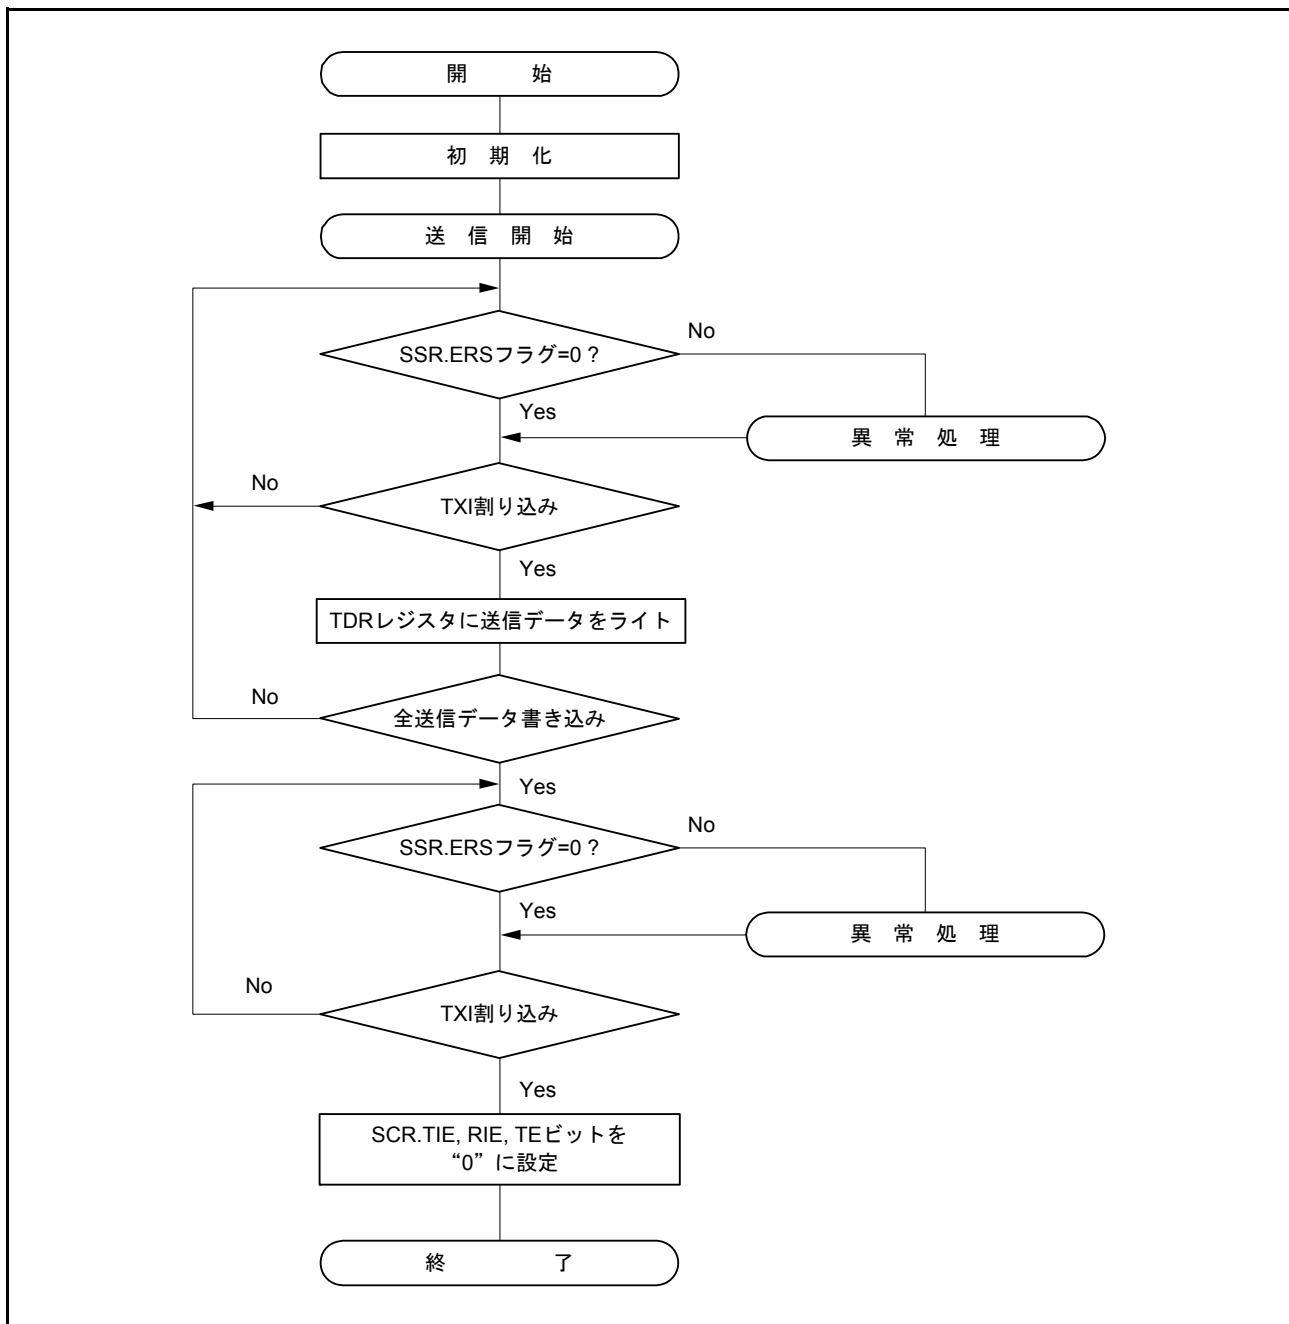 開 始
初 期 化
送 信 開 始
SSR.ERSフラグ=0 ?
No
Yes
異 常 処 理
No
TXI割り込み
Yes
TDRレジスタに送信データをライト
No
全送信データ書き込み
Yes
SSR.ERSフラグ=0 ?
No
Yes
異 常 処 理
No
TXI割り込み
Yes
SCR.TIE, RIE, TEビットを
“0”に設定
終 了